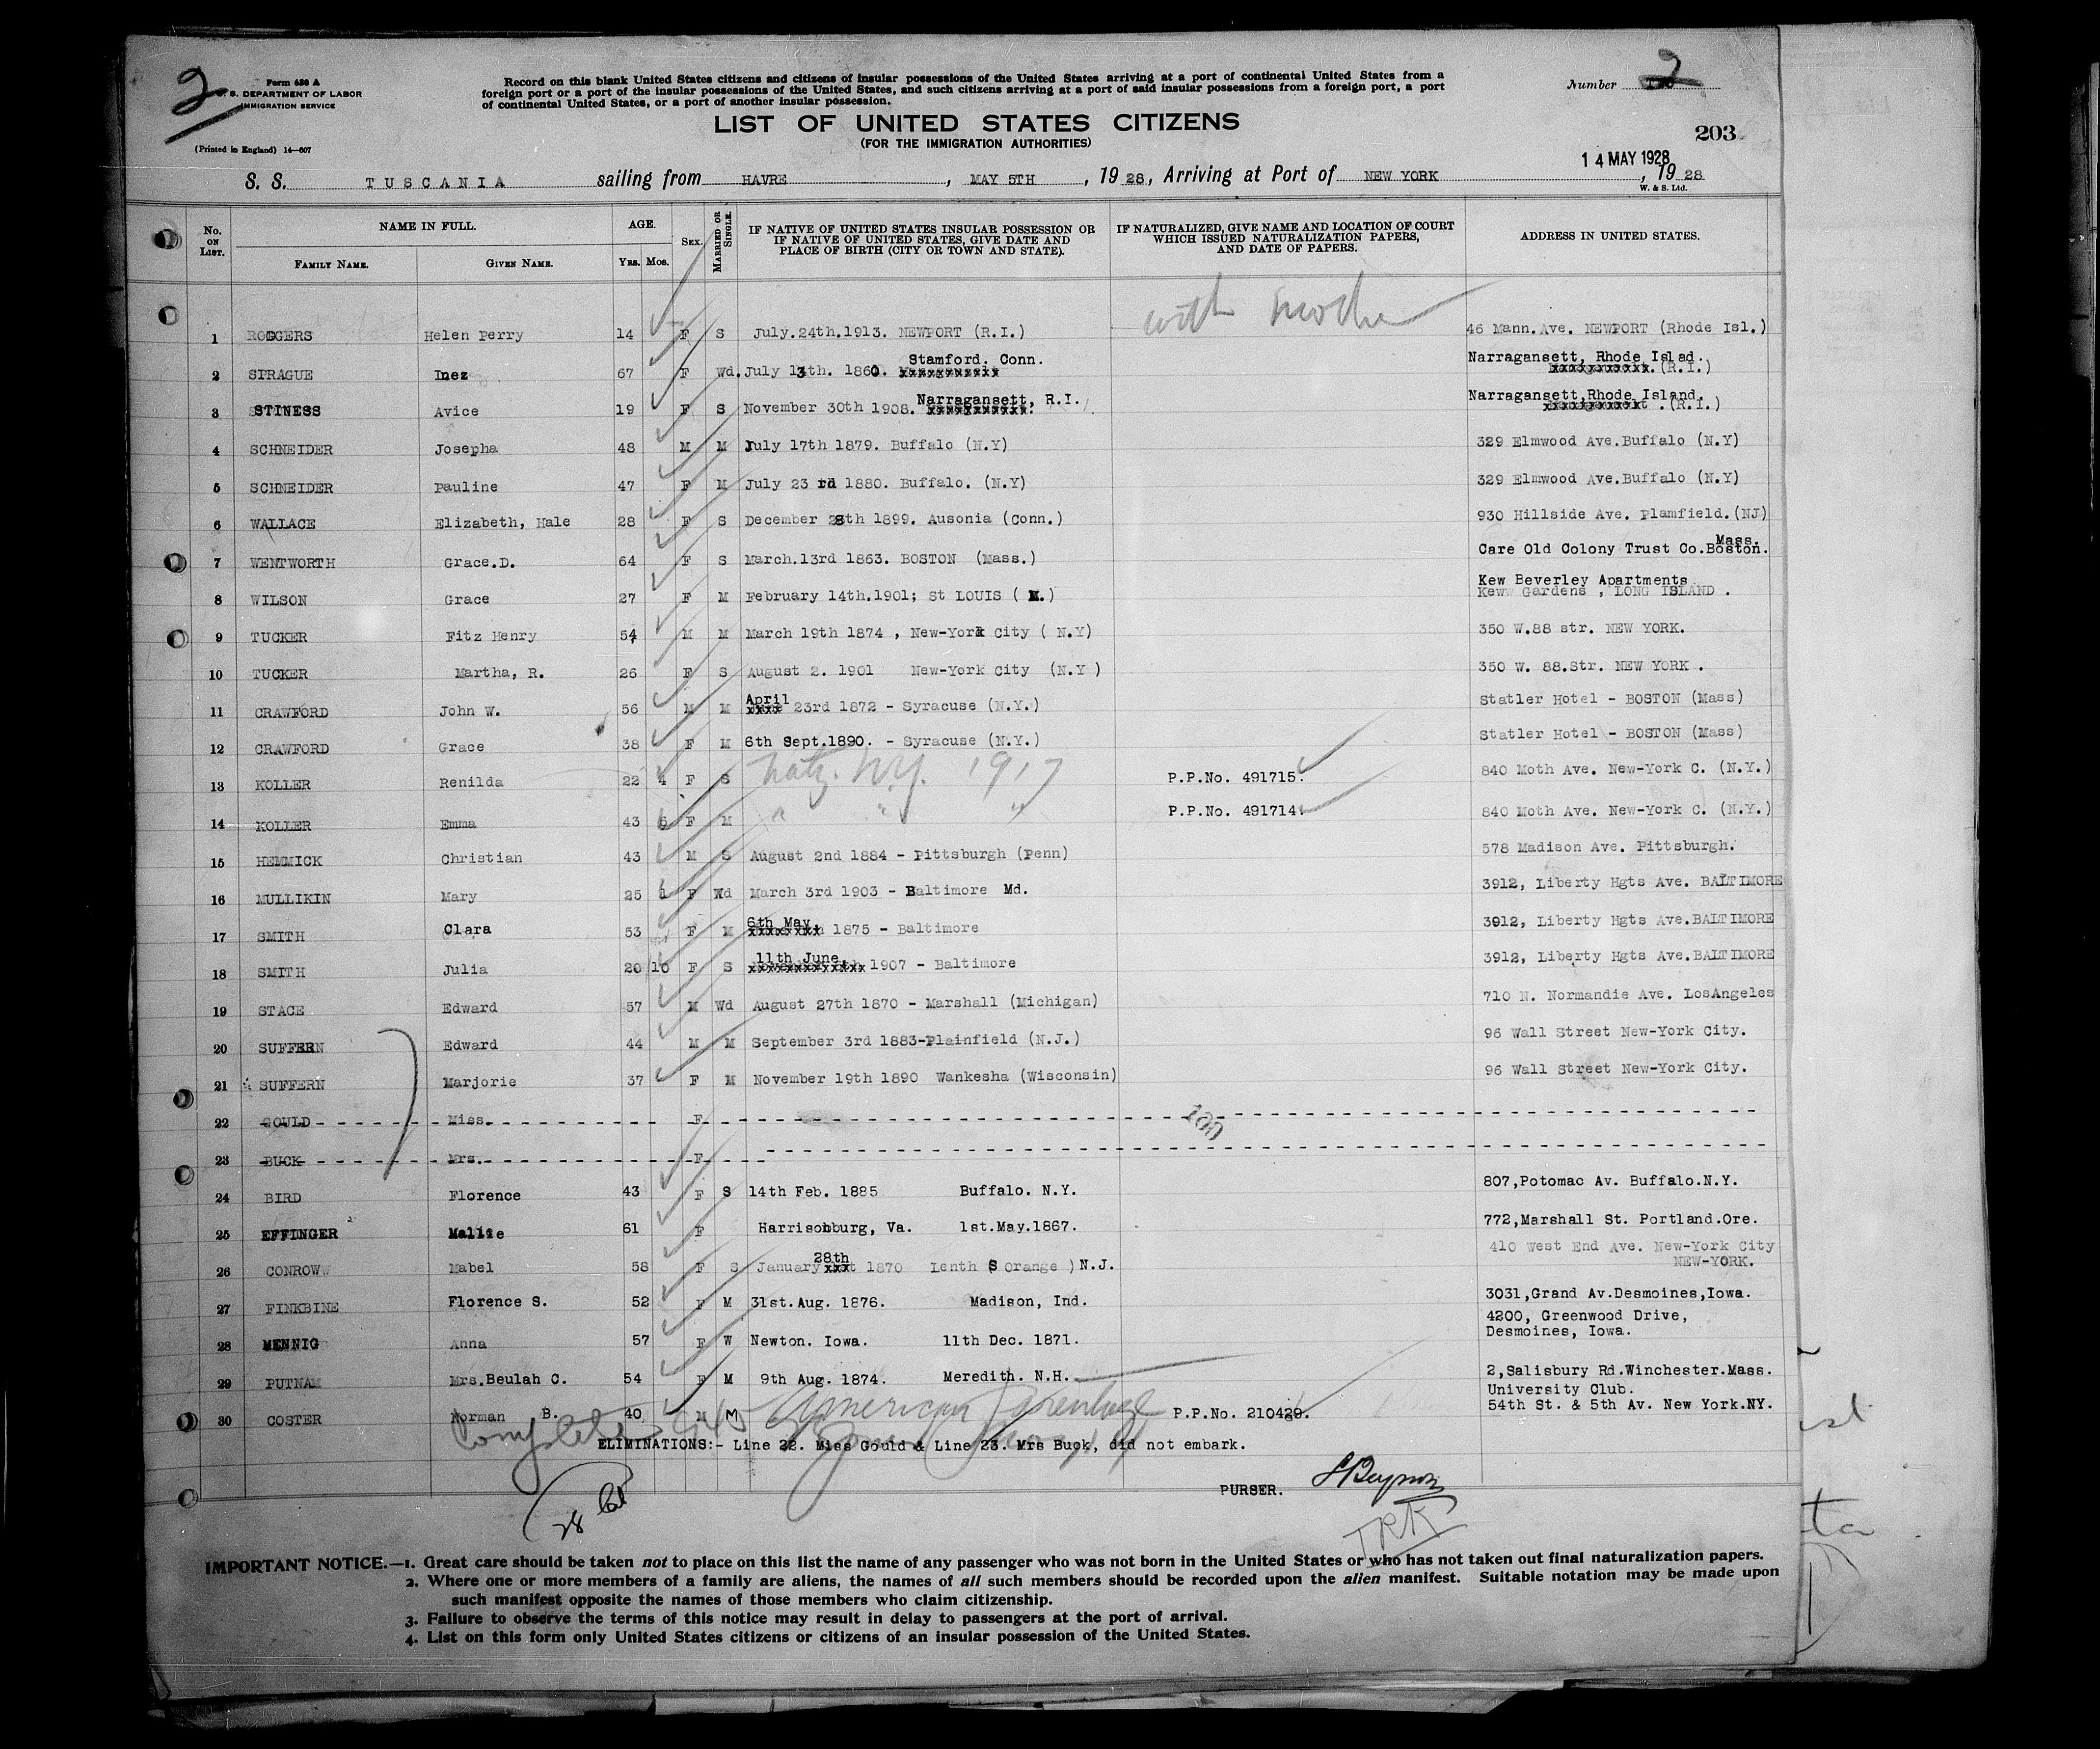 2
Form 630 A
U. S. DEPARTMENT OF LABOR
IMMIGRATION SERVICE
(Printed in England) 14—607
Record on this blank United States citizens and citizens of insular possessions of the United States arriving at a port of continental United States from a
foreign port or a port of the insular possessions of the United States, and such citizens arriving at a port of said insular possessions from a foreign port, a port
of continental United States, or a port of another insular possession.
Number 2
LIST OF UNITED STATES CITIZENS
(FOR THE IMMIGRATION AUTHORITIES)
203
14 MAY 1928
S. S. TUSCANIA sailing from HAVRE, MAY 5TH, 1928, Arriving at Port of NEW YORK, 1928
W. & S. Ltd.
No. ON LIST. NAME IN FULL. FAMILY NAME. GIVEN NAME. AGE. YRS. MOS. SEX. MARRIED OR SINGLE. IF NATIVE OF UNITED STATES INSULAR POSSESSION OR IF NATIVE OF UNITED STATES, GIVE DATE AND PLACE OF BIRTH (CITY OR TOWN AND STATE). IF NATURALIZED, GIVE NAME AND LOCATION OF COURT WHICH ISSUED NATURALIZATION PAPERS, AND DATE OF PAPERS. ADDRESS IN UNITED STATES.
with mother
1 RODGERS Helen Perry 14 F S July.24th.1913. NEWPORT (R.I.) 46 Mann.Ave. NEWPORT (Rhode Isl.)
2 SPRAGUE Inez 67 F Wd. July 13th. 1860. Stamford. Conn. Narragansett, Rhode Islad. (R.I.)
3 STINESS Avice 19 F S November 30th 1908. Narragansett, R.I. Narragansett,Rhode Island. (R.I.)
4 SCHNEIDER Josepha 48 M M July 17th 1879. Buffalo (N.Y) 329 Elmwood Ave.Buffalo (N.Y)
5 SCHNEIDER Pauline 47 F M July 23 rd 1880. Buffalo. (N.Y) 329 Elmwood Ave.Buffalo (N.Y)
6 WALLACE Elizabeth, Hale 28 F S December 28th 1899. Ausonia (Conn.) 930 Hillside Ave. Plamfield.(NJ)
7 WENTWORTH Grace.D. 64 F S March.13rd 1863. BOSTON (Mass.) Care Old Colony Trust Co.Boston. Mass.
8 WILSON Grace 27 F M February 14th.1901; St LOUIS ( M.) Kew Beverley Apartments
Keww Gardens , LONG ISLAND .
9 TUCKER Fitz Henry 54 M M March 19th 1874 , New-York City ( N.Y) 350 W.88 str. NEW YORK.
10 TUCKER Martha, R. 26 F S August 2. 1901 New-York City (N.Y ) 350 W. 88.Str. NEW YORK .
11 CRAWFORD John W. 56 M M April 23rd 1872 - Syracuse (N.Y.) Statler Hotel - BOSTON (Mass)
12 CRAWFORD Grace 38 F M 6th Sept.1890. - Syracuse (N.Y.) Statler Hotel - BOSTON (Mass)
13 KOLLER Renilda 22 4 F S Natz. N.Y. 1917 P.P.No. 491715. 840 Moth Ave. New-York C. (N.Y.)
14 KOLLER Emma 43 6 F M " " " P.P.No. 491714. 840 Moth Ave. New-York C. (N.Y.)
15 HEMMICK Christian 43 M S August 2nd 1884 - Pittsburgh (Penn) 578 Madison Ave. Pittsburgh.
16 MULLIKIN Mary 25 1 F Wd March 3rd 1903 - Baltimore Md. 3912, Liberty Hgts Ave. BALTIMORE
17 SMITH Clara 53 F M 6th May. 1875 - Baltimore 3912, Liberty Hgts Ave.BALTIMORE
18 SMITH Julia 20 10 F S 11th June. 1907 - Baltimore 3912, Liberty Hgts Ave.BALTIMORE
19 STACE Edward 57 M Wd August 27th 1870 - Marshall (Michigan) 710 N. Normandie Ave. LosAngeles
20 SUFFERN Edward 44 M M September 3rd 1883-Plainfield (N.J.) 96 Wall Street New-York City.
21 SUFFERN Marjorie 37 F M November 19th 1890 Wankesha (Wisconsin) 96 Wall Street New-York City.
22 GOULD Miss. F
100
23 BUCK Mrs. F
24 BIRD Florence 43 F S 14th Feb. 1885 Buffalo. N.Y. 807,Potomac Av. Buffalo.N.Y.
25 EFFINGER Mallie 61 F Harrisonburg, Va. 1st.May.1867. 772,Marshall St. Portland.Ore.
26 CONROWW Mabel 58 F S January 28th 1870 Lenth (S Orange ) N.J. 410 West End Ave. New-York City
NEW-YORK.
27 FINKBINE Florence S. 52 F M 31st.Aug. 1876. Madison, Ind. 3031,Grand Av.Desmoines,Iowa.
28 MENNIG Anna 57 F W Newton. Iowa. 11th Dec. 1871. 4200, Greenwood Drive,
Desmoines, Iowa.
29 PUTNAM Mrs.Beulah C. 54 F M 9th Aug. 1874. Meredith. N.H. 2,Salisbury Rd.Winchester.Mass.
30 COSTER Norman B. 40 M M American Parentage P.P.No. 210429. University Club.
54th St. & 5th Av. New York.NY.
Complete
ELIMINATIONS:- Line 22. Miss Gould & Line 23. Mrs Buck, did not embark.
28
PURSER.
IMPORTANT NOTICE.—1. Great care should be taken not to place on this list the name of any passenger who was not born in the United States or who has not taken out final naturalization papers.
2. Where one or more members of a family are aliens, the names of all such members should be recorded upon the alien manifest. Suitable notation may be made upon
such manifest opposite the names of those members who claim citizenship.
3. Failure to observe the terms of this notice may result in delay to passengers at the port of arrival.
4. List on this form only United States citizens or citizens of an insular possession of the United States.